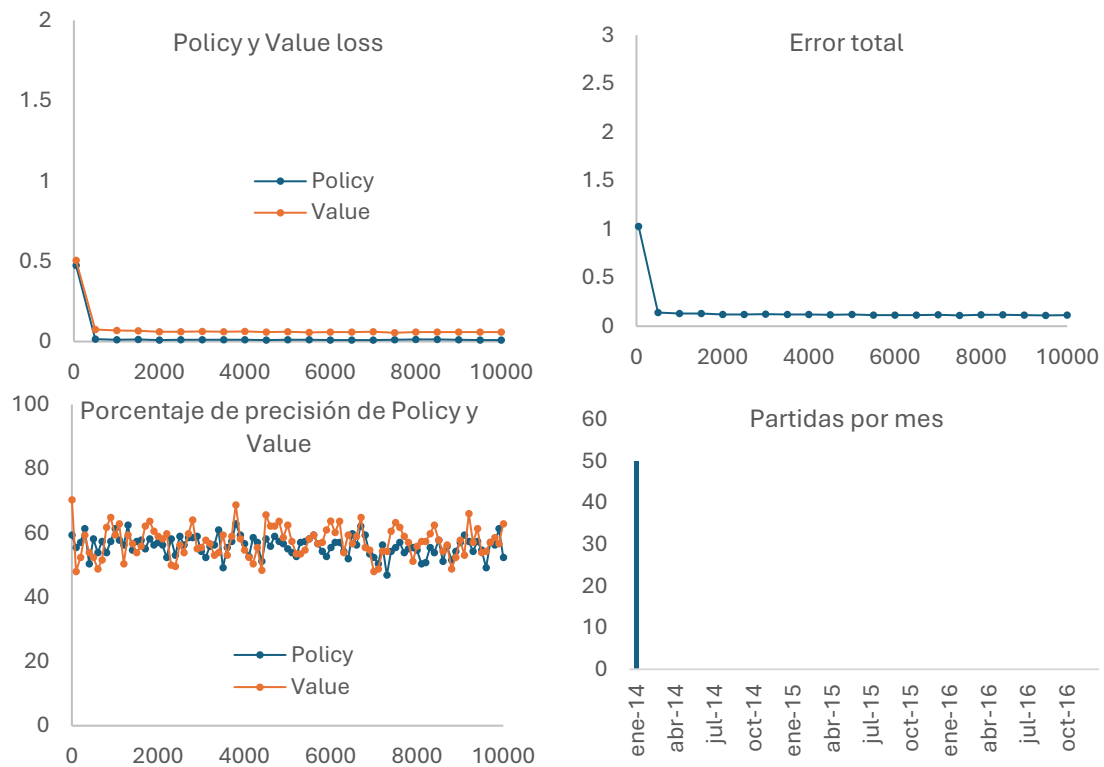 Policy y Value loss
2
1.5
1
0.5
0
Policy
Value
0
2000
4000
6000
8000
10000
Error total
3
2.5
2
1.5
1
0.5
0
0
2000
4000
6000
8000
10000
Porcentaje de precisión de Policy y
Value
100
80
60
40
20
0
Policy
Value
0
2000
4000
6000
8000
10000
Partidas por mes
60
50
40
30
20
10
0
ene-14
abr-14
jul-14
oct-14
ene-15
abr-15
jul-15
oct-15
ene-16
abr-16
jul-16
oct-16